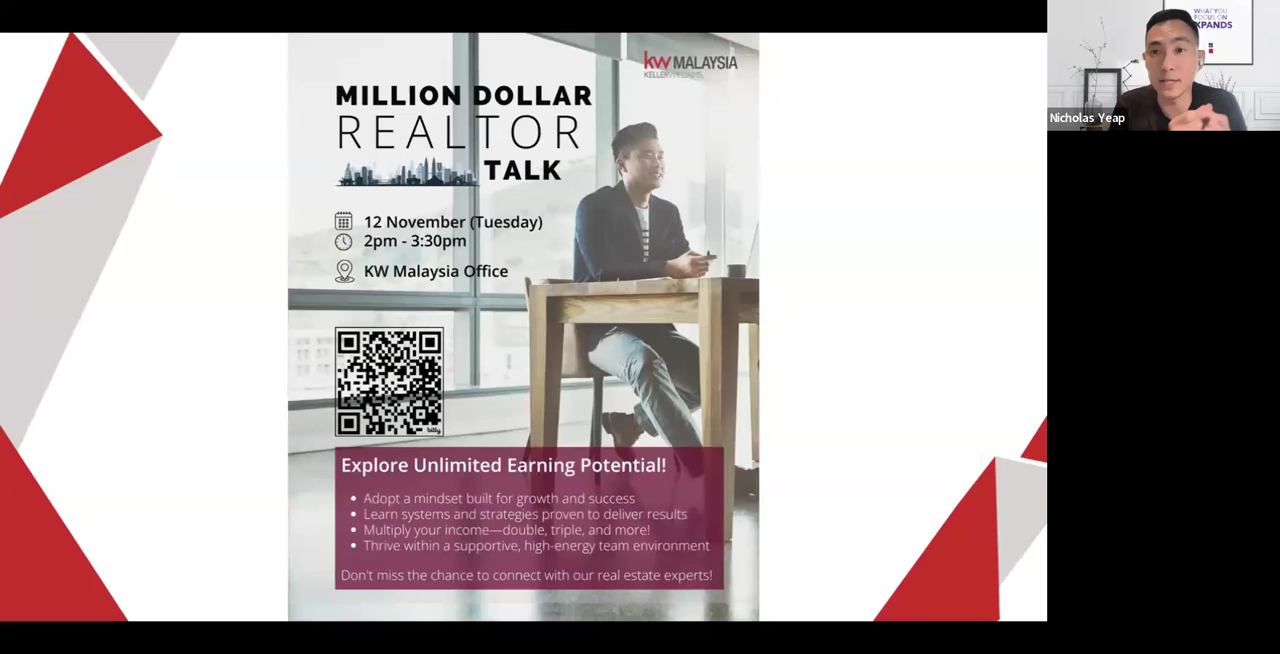 kw MALAYSIA
KELLERWILLIAMS.
MILLION DOLLAR
REALTOR
TALK
12 November (Tuesday)
2pm - 3:30pm
KW Malaysia Office
bitly
Explore Unlimited Earning Potential!
• Adopt a mindset built for growth and success
• Learn systems and strategies proven to deliver results
• Multiply your income—double, triple, and more!
• Thrive within a supportive, high-energy team environment
Don't miss the chance to connect with our real estate experts!
WHAT YOU
FOCUS ON
XPANDS
Nicholas Yeap